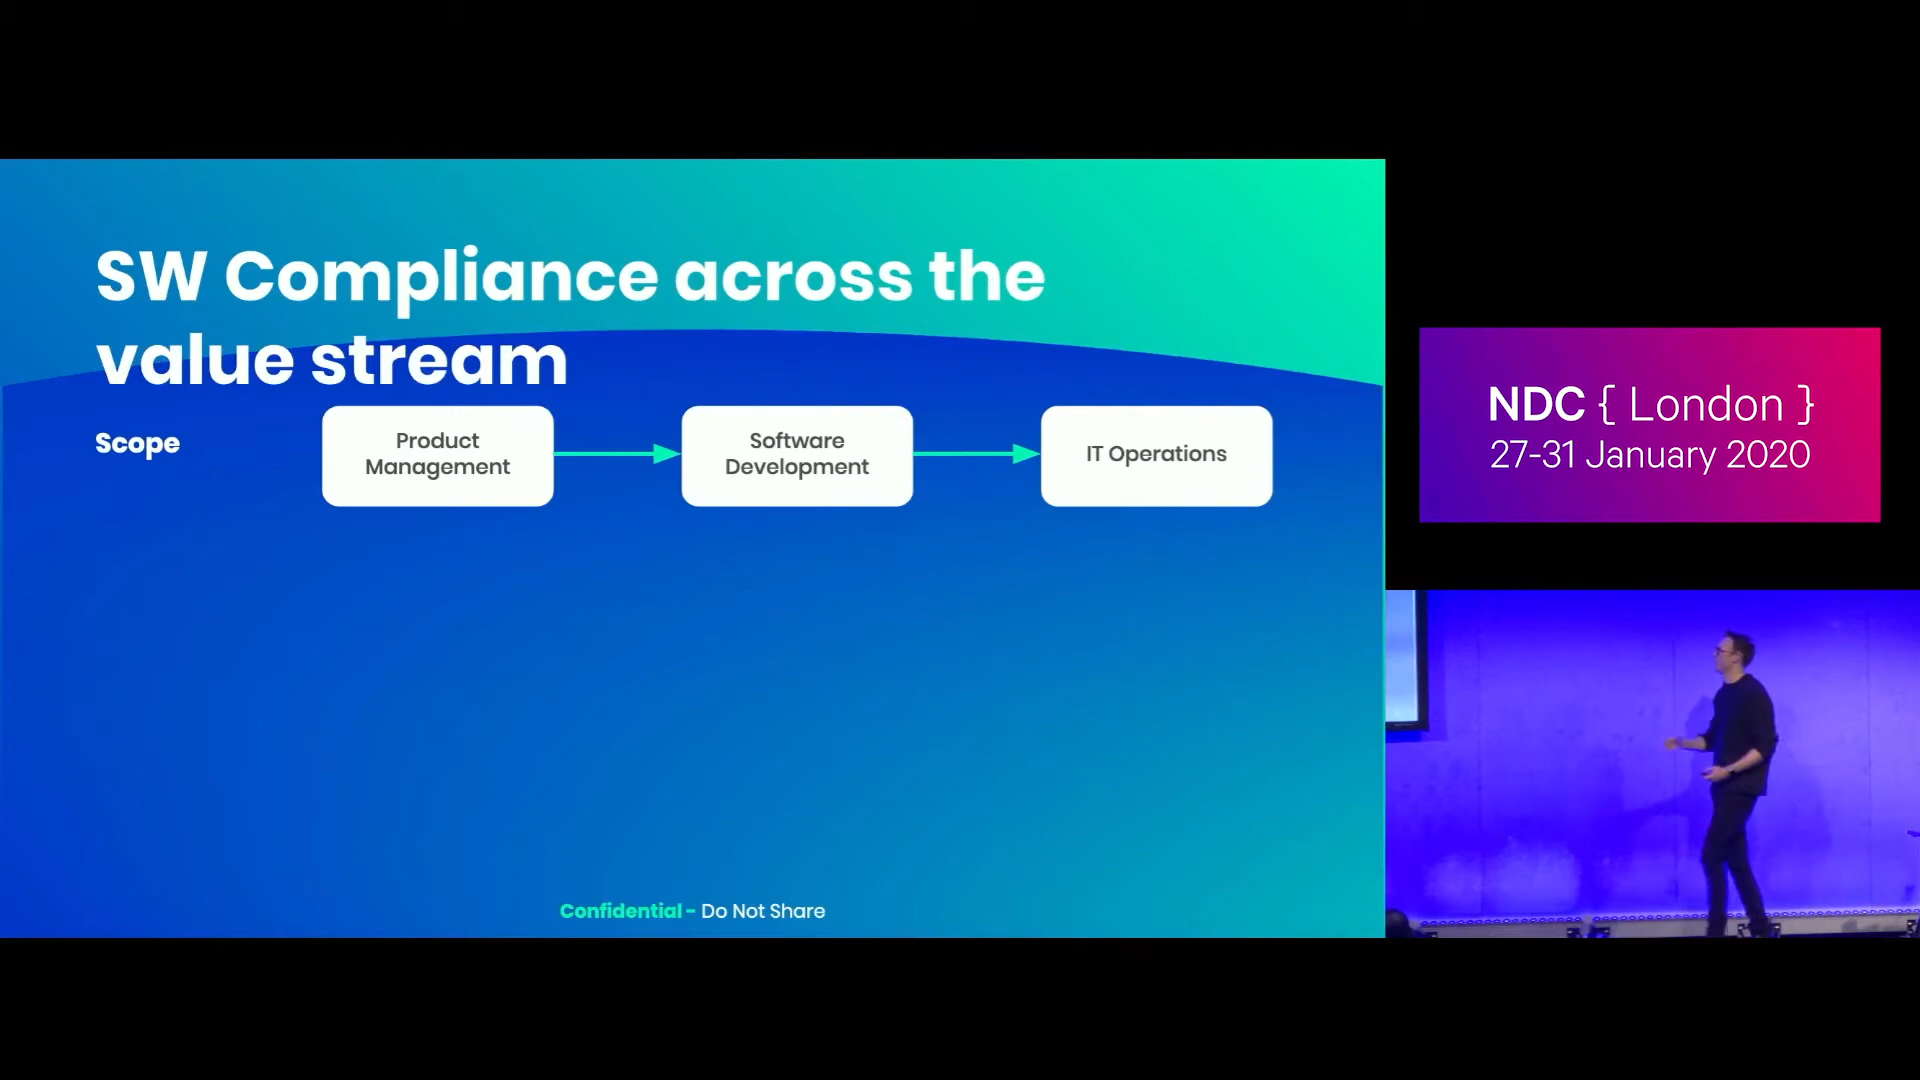 SW Compliance across the
value stream
Scope
Product
Management
Software
Development
IT Operations
Confidential - Do Not Share
NDC { London }
27-31 January 2020